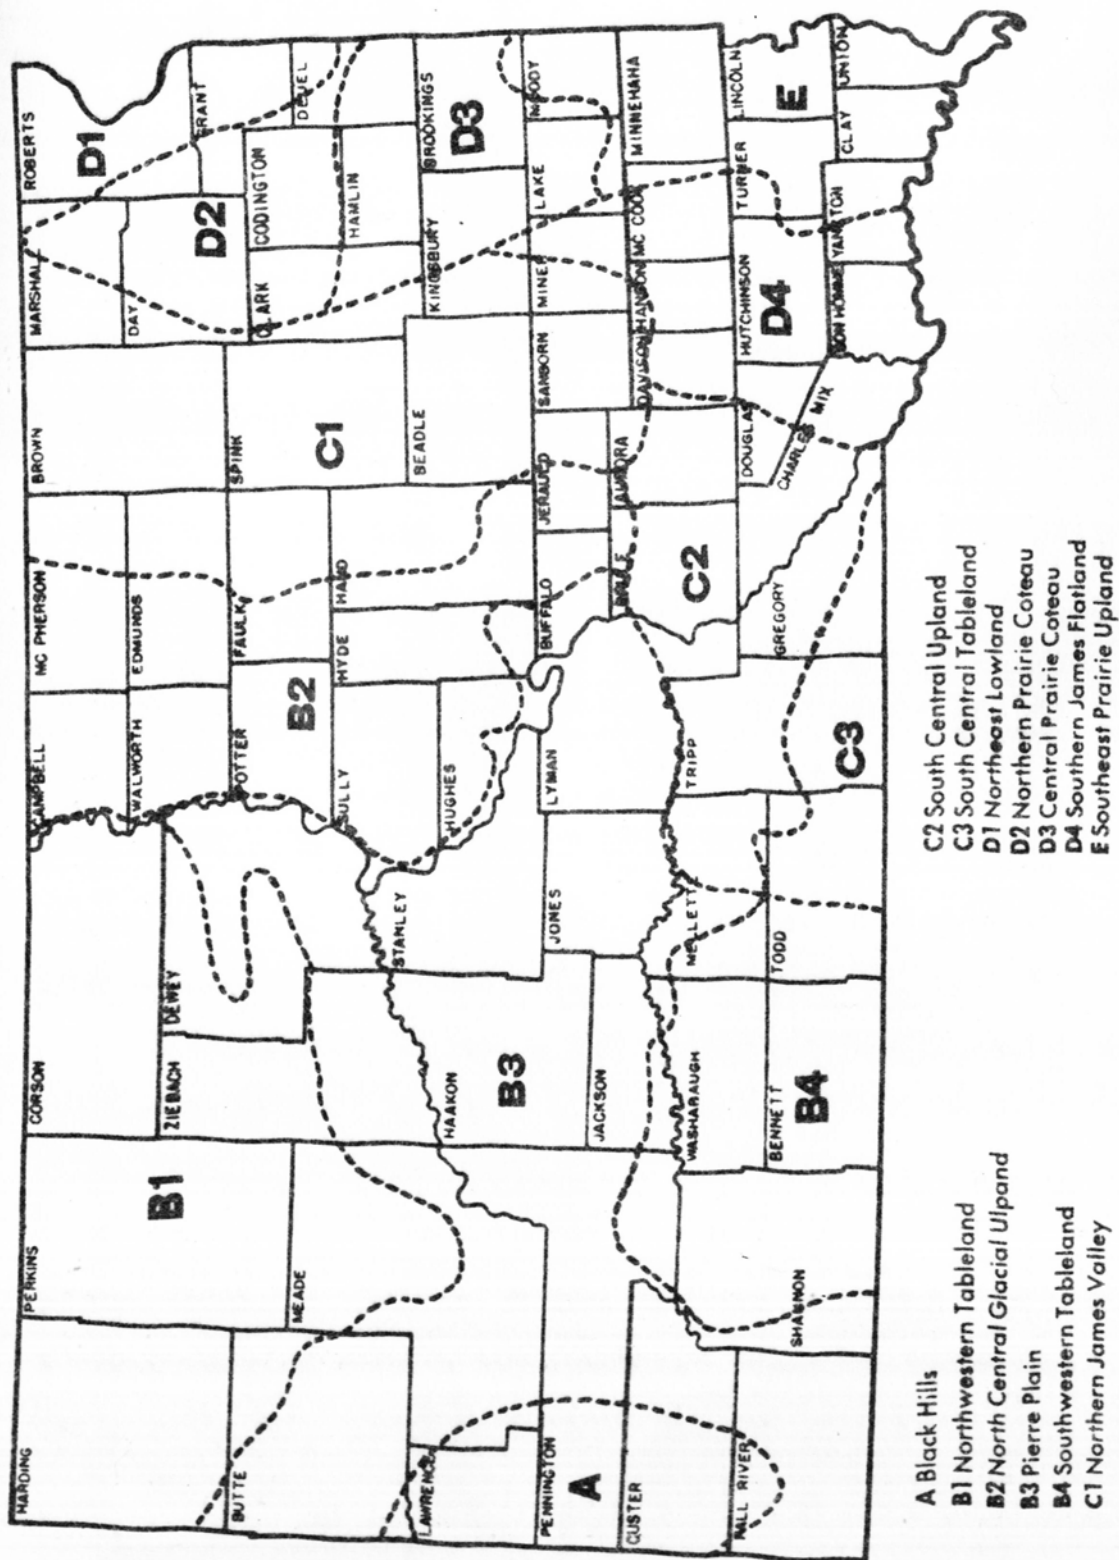 HARDING
PERKINS
CORSON
CAMPBELL
MC PHERSON
BROWN
MARSHALL
ROBERTS
D1
B1
ZIEBACH
DEWEY
WALWORTH
EDMUNDS
DAY
GRANT
D2
BUTTE
MEADE
POTTER
FAULK
SPINK
CLARK
CODINGTON
DEUEL
B2
C1
HAMLIN
SULLY
HYDE
HAND
BEADLE
KINGSBURY
BROOKINGS
D3
LAWRENCE
HAAKON
STANLEY
HUGHES
B3
PENNINGTON
A
JACKSON
JONES
LYMAN
BUFFALO
JERAULD
SANBORN
MINER
LAKE
MOODY
CUSTER
BRULE
AURORA
DAVISON
HANSON
MC COOK
MINNEHAHA
C2
WASHABAUGH
MELLETTE
TRIPP
FALL RIVER
SHANNON
BENNETT
B4
TODD
C3
GREGORY
CHARLES MIX
DOUGLAS
HUTCHINSON
D4
TURNER
LINCOLN
E
BON HOMME
YANKTON
CLAY
UNION
A Black Hills
B1 Northwestern Tableland
B2 North Central Glacial Ulpand
B3 Pierre Plain
B4 Southwestern Tableland
C1 Northern James Valley
C2 South Central Upland
C3 South Central Tableland
D1 Northeast Lowland
D2 Northern Prairie Coteau
D3 Central Prairie Coteau
D4 Southern James Flatland
E Southeast Prairie Upland